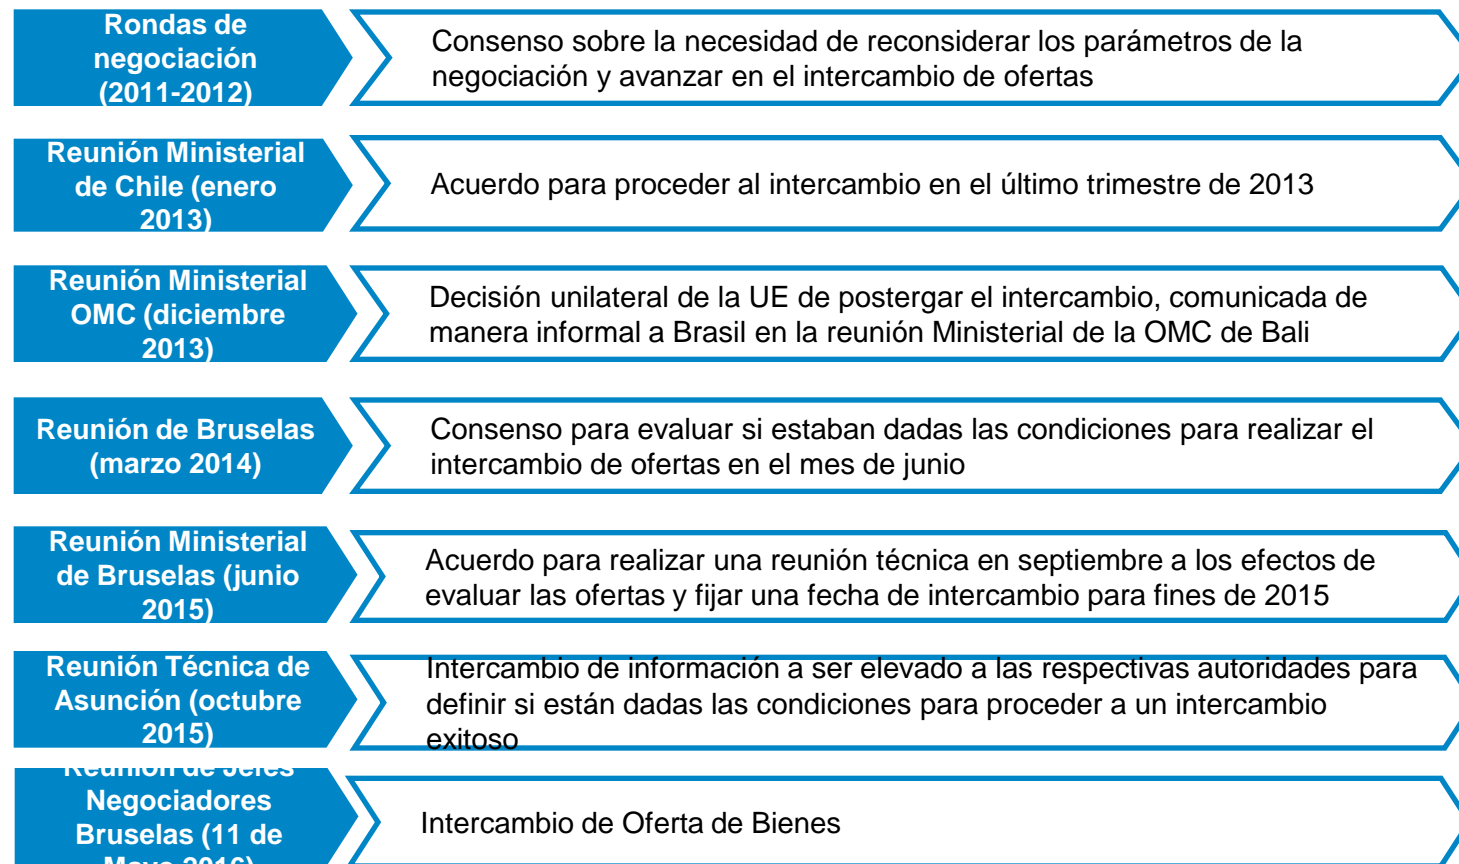 Rondas de
negociación
(2011-2012)
Consenso sobre la necesidad de reconsiderar los parámetros de la
negociación y avanzar en el intercambio de ofertas
Reunión Ministerial
de Chile (enero
2013)
Acuerdo para proceder al intercambio en el último trimestre de 2013
Reunión Ministerial
OMC (diciembre
2013)
Decisión unilateral de la UE de postergar el intercambio, comunicada de
manera informal a Brasil en la reunión Ministerial de la OMC de Bali
Reunión de Bruselas
(marzo 2014)
Consenso para evaluar si estaban dadas las condiciones para realizar el
intercambio de ofertas en el mes de junio
Reunión Ministerial
de Bruselas (junio
2015)
Acuerdo para realizar una reunión técnica en septiembre a los efectos de
evaluar las ofertas y fijar una fecha de intercambio para fines de 2015
Reunión Técnica de
Asunción (octubre
2015)
Intercambio de información a ser elevado a las respectivas autoridades para
definir si están dadas las condiciones para proceder a un intercambio
exitoso
Reunión de Jefes
Negociadores
Bruselas (11 de
Mayo 2016)
Intercambio de Oferta de Bienes